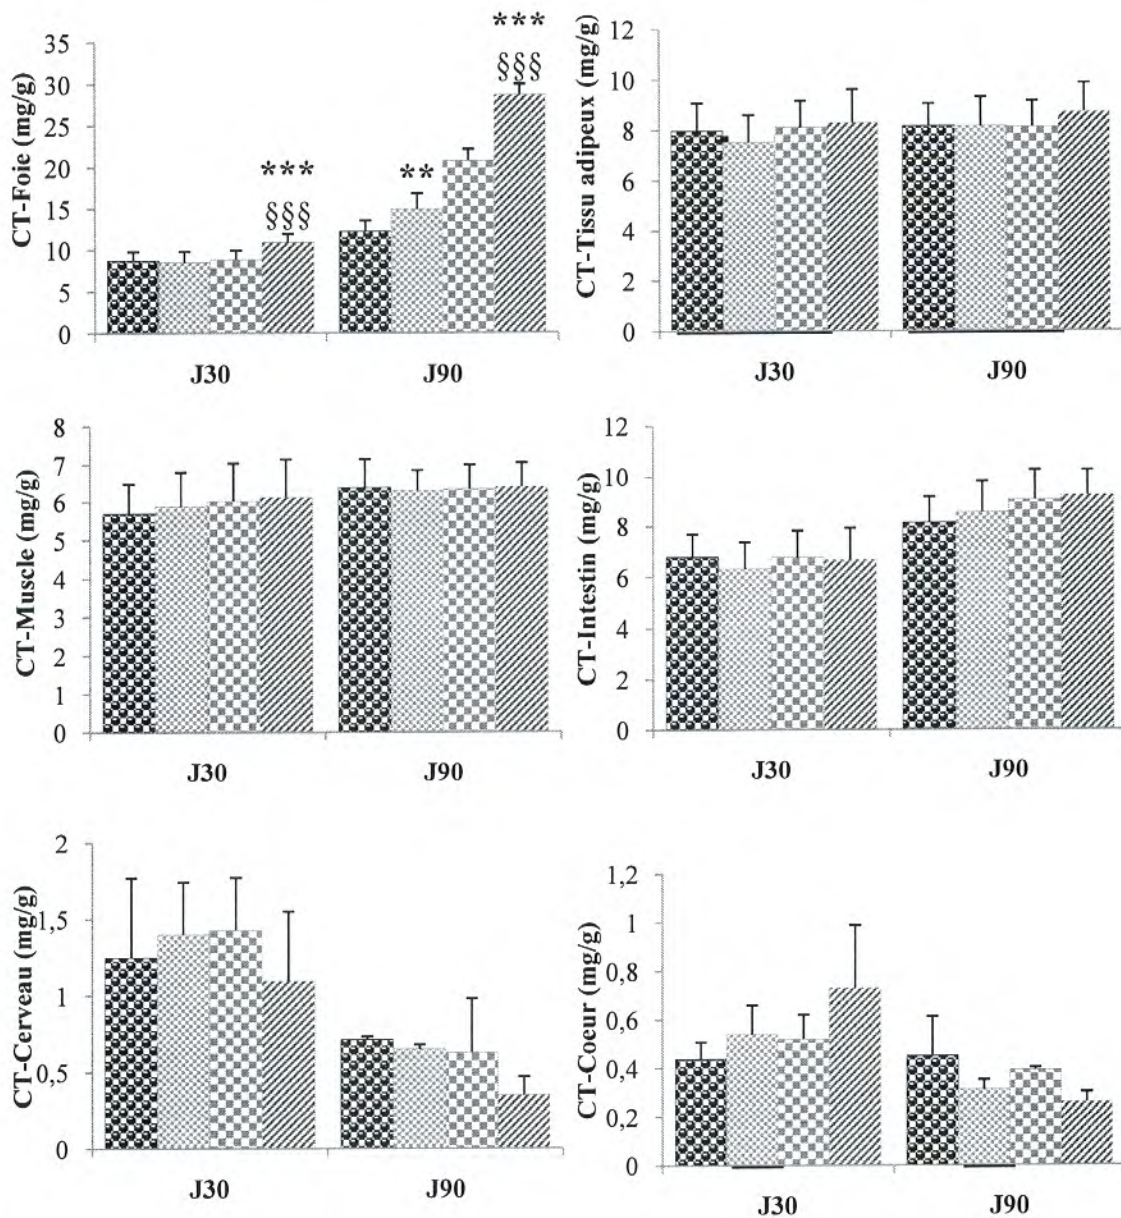 CT-Foie (mg/g)
35
30
25
20
15
10
5
0
***
§§§
**
***
§§§
J30
J90
CT-Tissu adipeux (mg/g)
12
10
8
6
4
2
0
J30
J90
CT-Muscle (mg/g)
8
7
6
5
4
3
2
1
0
J30
J90
CT-Intestin (mg/g)
12
10
8
6
4
2
0
J30
J90
CT-Cerveau (mg/g)
2
1,5
1
0,5
0
J30
J90
CT-Coeur (mg/g)
1,2
1
0,8
0,6
0,4
0,2
0
J30
J90